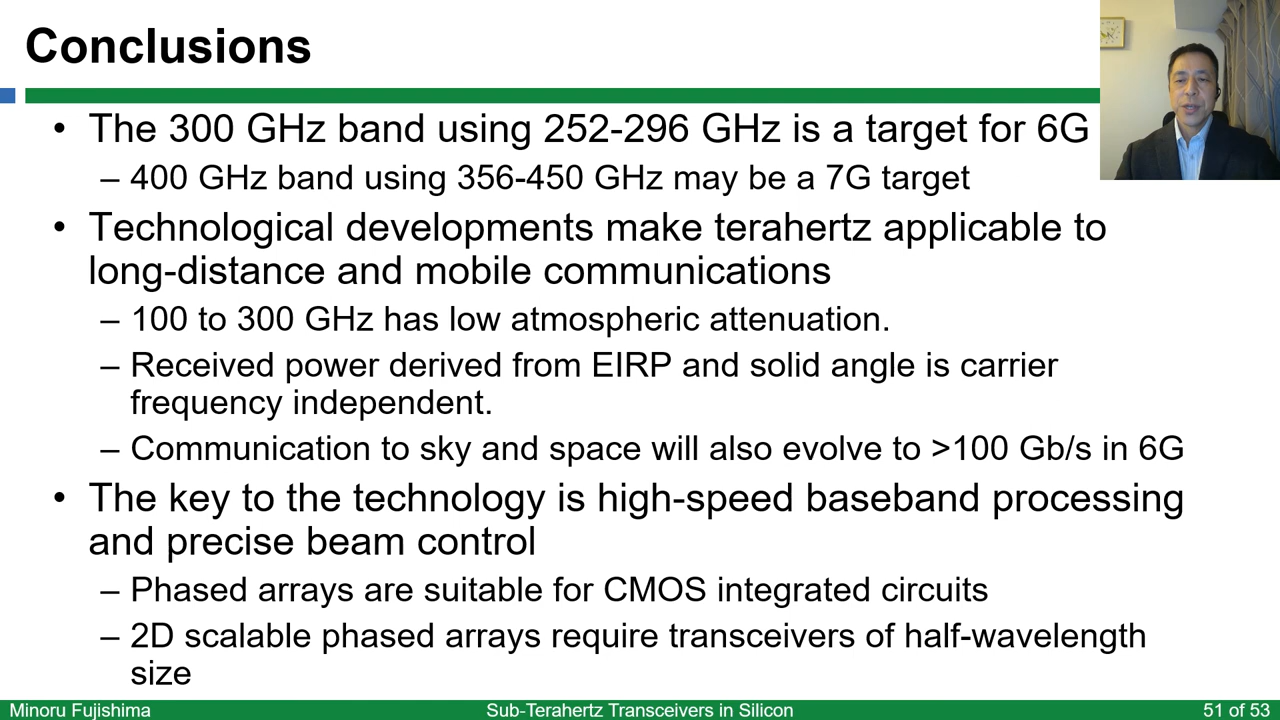 Conclusions
• The 300 GHz band using 252-296 GHz is a target for 6G
– 400 GHz band using 356-450 GHz may be a 7G target
• Technological developments make terahertz applicable to
long-distance and mobile communications
– 100 to 300 GHz has low atmospheric attenuation.
– Received power derived from EIRP and solid angle is carrier
frequency independent.
– Communication to sky and space will also evolve to >100 Gb/s in 6G
• The key to the technology is high-speed baseband processing
and precise beam control
– Phased arrays are suitable for CMOS integrated circuits
– 2D scalable phased arrays require transceivers of half-wavelength
size
Minoru Fujishima
Sub-Terahertz Transceivers in Silicon
51 of 53